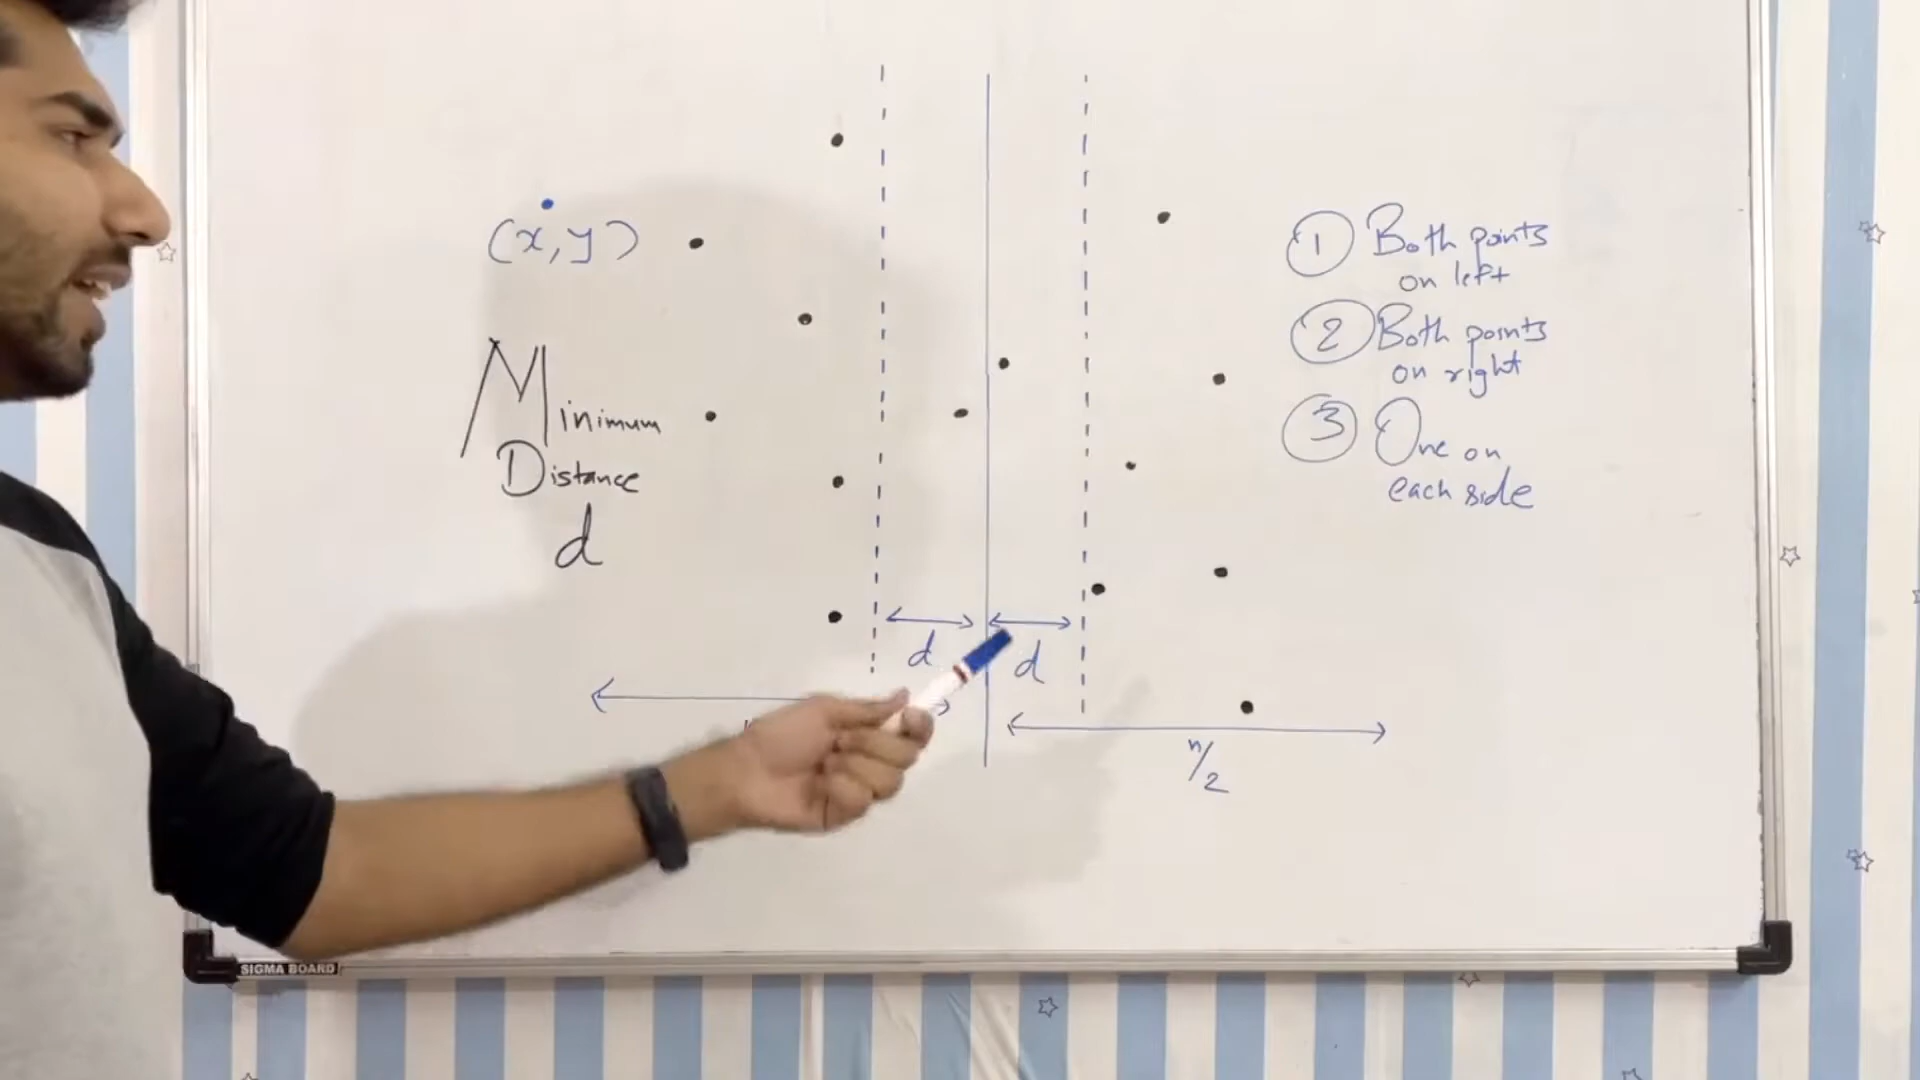 (x,y)
Minimum
Distance
d
d
d
n/2
① Both points
on left
② Both points
on right
③ One on
each side
SIGMA BOARD